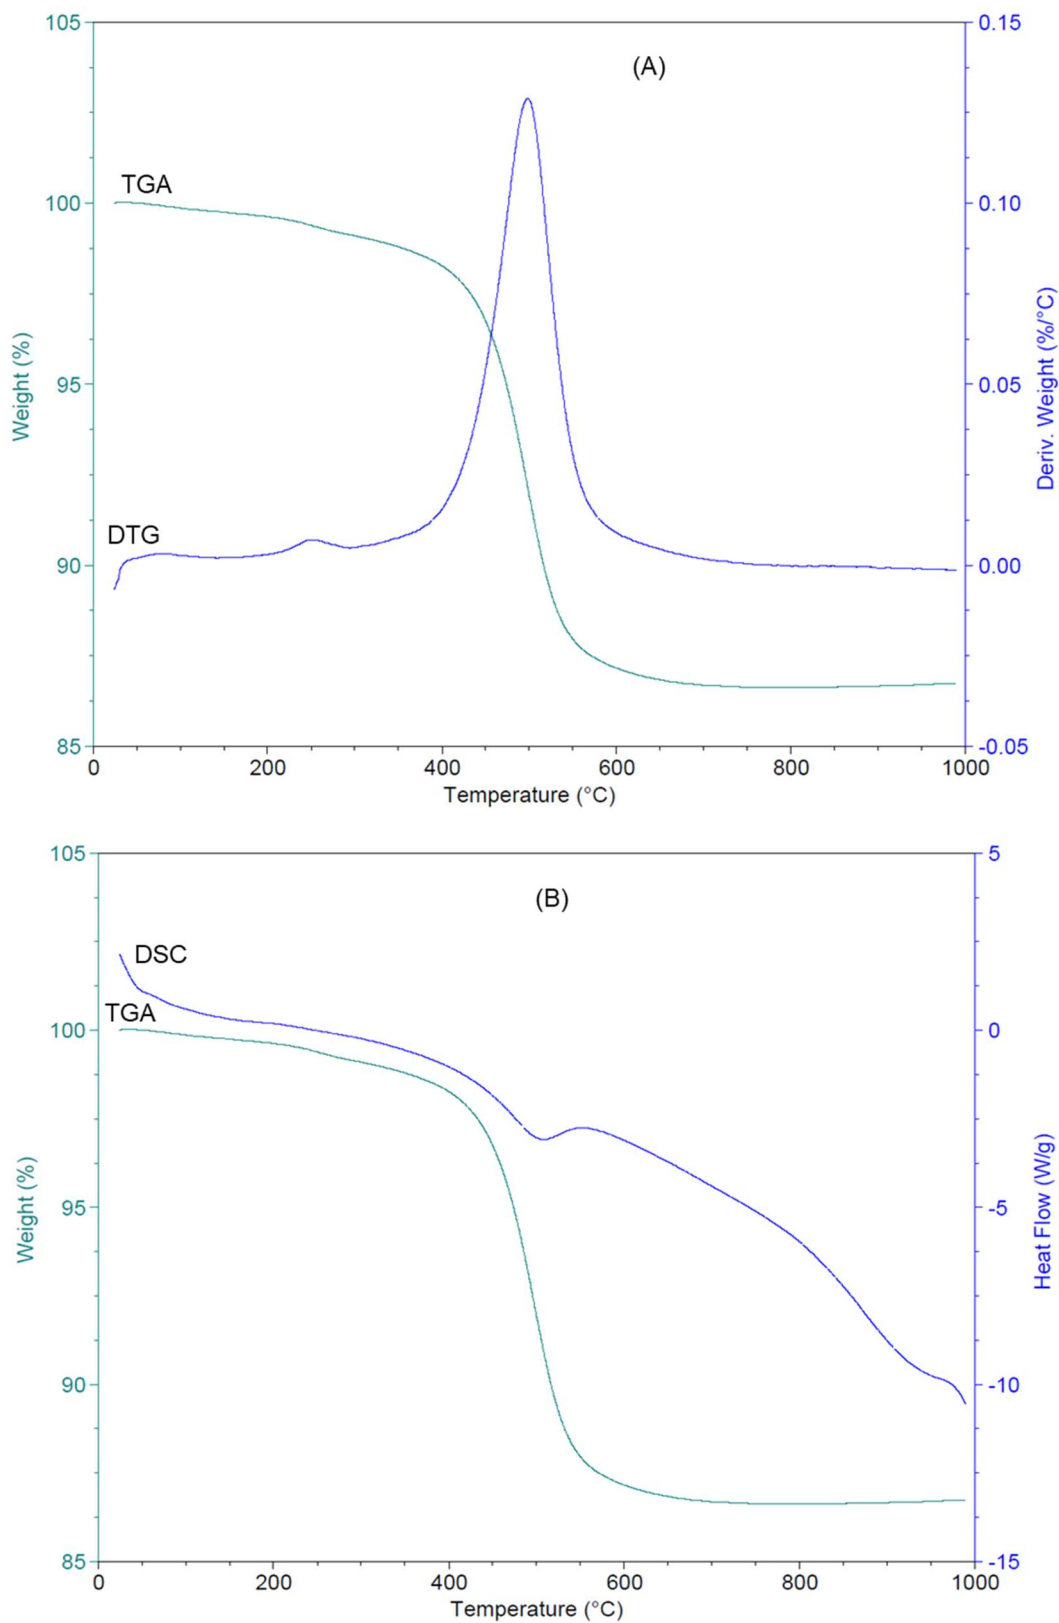 105
0.15
(A)
TGA
100
0.10
Weight (%)
Deriv. Weight (%/°C)
95
0.05
DTG
90
0.00
85
-0.05
0 200 400 600 800 1000
Temperature (°C)
105
5
(B)
DSC
TGA
100
0
Weight (%)
Heat Flow (W/g)
95
-5
90
-10
85
-15
0 200 400 600 800 1000
Temperature (°C)